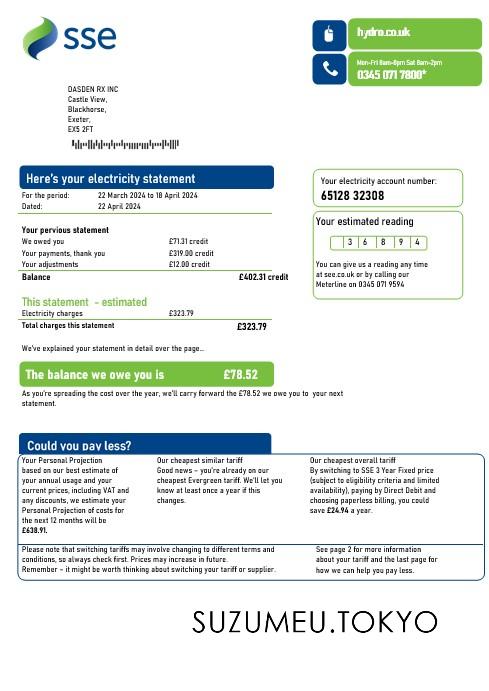 sse
hydro.co.uk
Mon-Fri 8am-8pm Sat 8am-2pm
0345 071 7800*
DASDEN RX INC
Castle View,
Blackhorse,
Exeter,
EX5 2FT
Here's your electricity statement
For the period: 22 March 2024 to 18 April 2024
Dated: 22 April 2024
Your electricity account number:
65128 32308
Your estimated reading
3 6 8 9 4
You can give us a reading any time
at see.co.uk or by calling our
Meterline on 0345 071 9594
Your pervious statement
We owed you £71.31 credit
Your payments, thank you £319.00 credit
Your adjustments £12.00 credit
Balance £402.31 credit
This statement - estimated
Electricity charges £323.79
Total charges this statement £323.79
We've explained your statement in detail over the page...
The balance we owe you is £78.52
As you're spreading the cost over the year, we'll carry forward the £78.52 we owe you to your next
statement.
Could you pay less?
Your Personal Projection
based on our best estimate of
your annual usage and your
current prices, including VAT and
any discounts, we estimate your
Personal Projection of costs for
the next 12 months will be
£638.91.
Our cheapest similar tariff
Good news – you're already on our
cheapest Evergreen tariff. We'll let you
know at least once a year if this
changes.
Our cheapest overall tariff
By switching to SSE 3 Year Fixed price
(subject to eligibility criteria and limited
availability), paying by Direct Debit and
choosing paperless billing, you could
save £24.94 a year.
Please note that switching tariffs may involve changing to different terms and
conditions, so always check first. Prices may increase in future.
Remember – it might be worth thinking about switching your tariff or supplier.
See page 2 for more information
about your tariff and the last page for
how we can help you pay less.
SUZUMEU.TOKYO